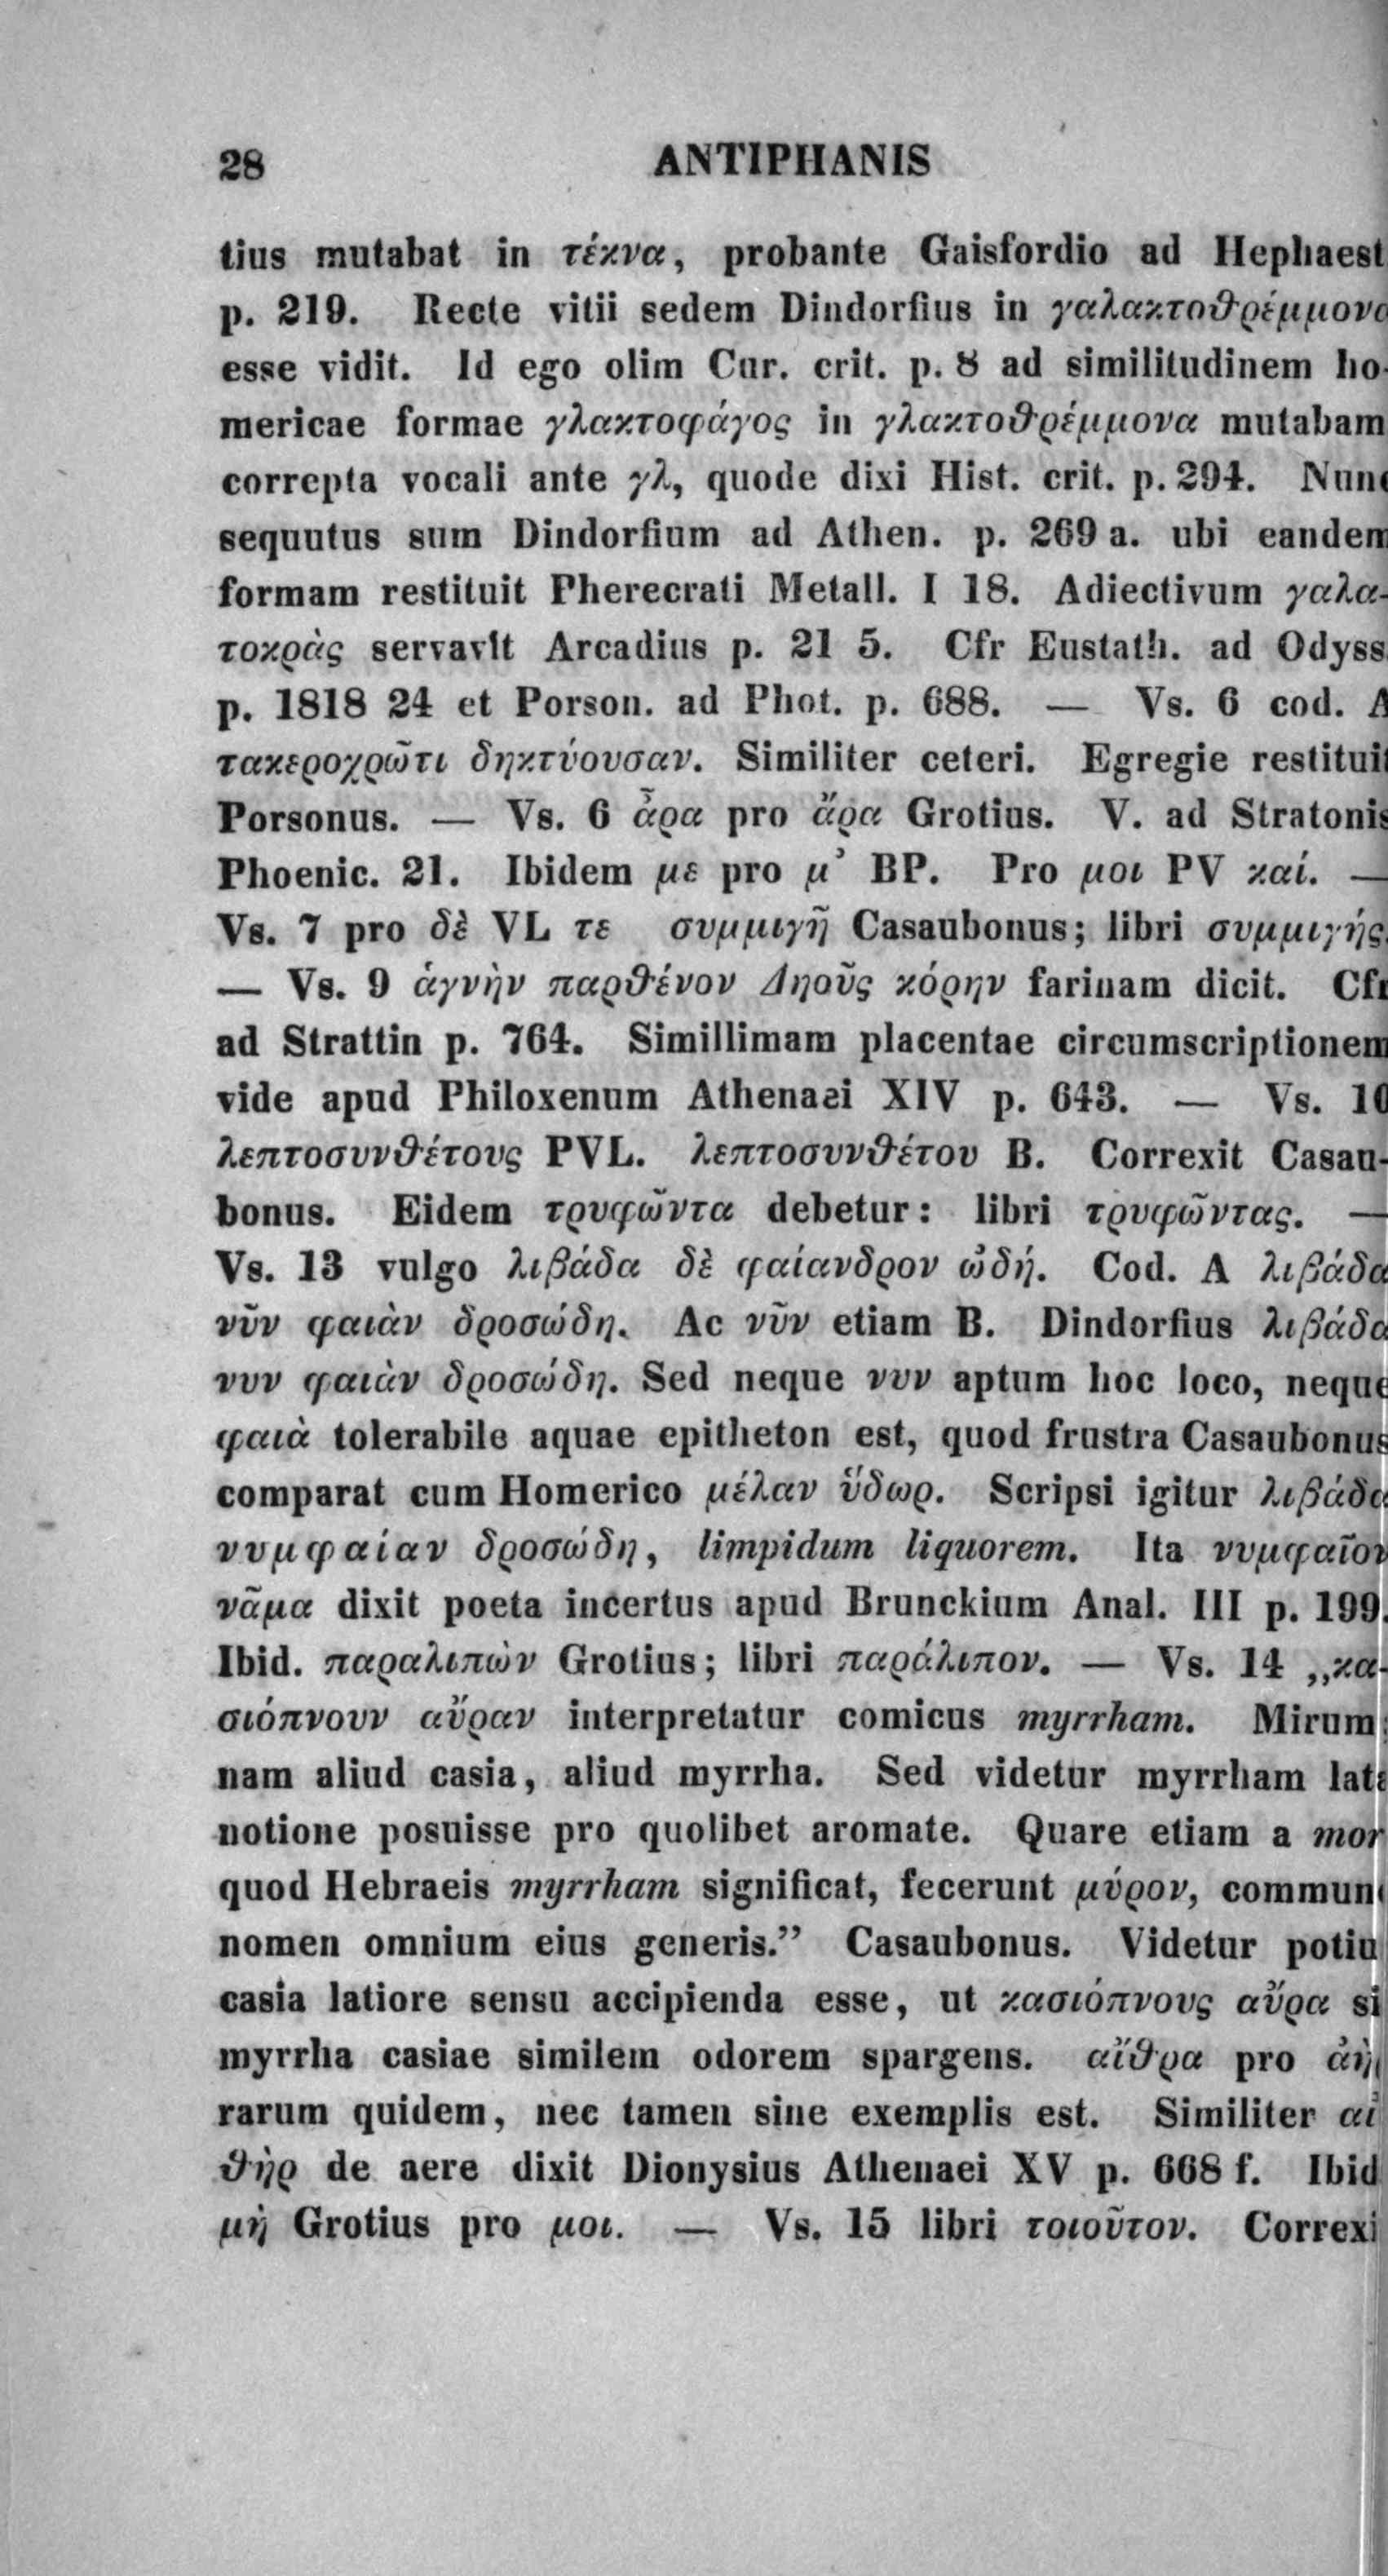 28 ANTIPHANIS
tius mutabat in τέκνα, probante Gaisfordio ad Hephaest
p. 219. Recte vitii sedem Dindorfius in γαλακτοθρέμμονα
esse vidit. Id ego olim Cur. crit. p. 8 ad similitudinem ho-
mericae formae γλακτοφάγος in γλακτοθρέμμονα mutabam
correpta vocali ante γλ, quode dixi Hist. crit. p. 294. Nunc
sequutus sum Dindorfium ad Athen. p. 269 a. ubi eandem
formam restituit Pherecrati Metall. I 18. Adiectivum γαλα-
τοκρὰς servavit Arcadius p. 21 5. Cfr Eustath. ad Odyss.
p. 1818 24 et Porson. ad Phot. p. 688. — Vs. 6 cod. A
τακεροχρῶτι δηκτύουσαν. Similiter ceteri. Egregie restituit
Porsonus. — Vs. 6 ἆρα pro ἄρα Grotius. V. ad Stratonis
Phoenic. 21. Ibidem με pro μ᾽ BP. Pro μοι PV καί. —
Vs. 7 pro δὲ VL τε συμμιγῆ Casaubonus; libri συμμιγής.
— Vs. 9 ἁγνὴν παρθένον Δηοῦς κόρην farinam dicit. Cfr
ad Strattin p. 764. Simillimam placentae circumscriptionem
vide apud Philoxenum Athenaei XIV p. 643. — Vs. 10
λεπτοσυνθέτους PVL. λεπτοσυνθέτου B. Correxit Casau-
bonus. Eidem τρυφῶντα debetur: libri τρυφῶντας. —
Vs. 13 vulgo λιβάδα δὲ φαίανδρον ὠδή. Cod. A λιβάδα
νῦν φαιὰν δροσώδη. Ac νῦν etiam B. Dindorfius λιβάδα
νυν φαιὰν δροσώδη. Sed neque νυν aptum hoc loco, neque
φαιὰ tolerabile aquae epitheton est, quod frustra Casaubonus
comparat cum Homerico μέλαν ὕδωρ. Scripsi igitur λιβάδα
νυμφαίαν δροσώδη, limpidum liquorem. Ita νυμφαῖον
νᾶμα dixit poeta incertus apud Brunckium Anal. III p. 199.
Ibid. παραλιπὼν Grotius; libri παράλιπον. — Vs. 14 „κα-
σιόπνουν αὔραν interpretatur comicus myrrham. Mirum:
nam aliud casia, aliud myrrha. Sed videtur myrrham lata
notione posuisse pro quolibet aromate. Quare etiam a mor
quod Hebraeis myrrham significat, fecerunt μύρον, commune
nomen omnium eius generis.” Casaubonus. Videtur potiu
casia latiore sensu accipienda esse, ut κασιόπνους αὔρα si
myrrha casiae similem odorem spargens. αἴθρα pro ἀὴ
rarum quidem, nec tamen sine exemplis est. Similiter αἰ
θὴρ de aere dixit Dionysius Athenaei XV p. 668 f. Ibid
μὴ Grotius pro μοι. — Vs. 15 libri τοιοῦτον. Correxi